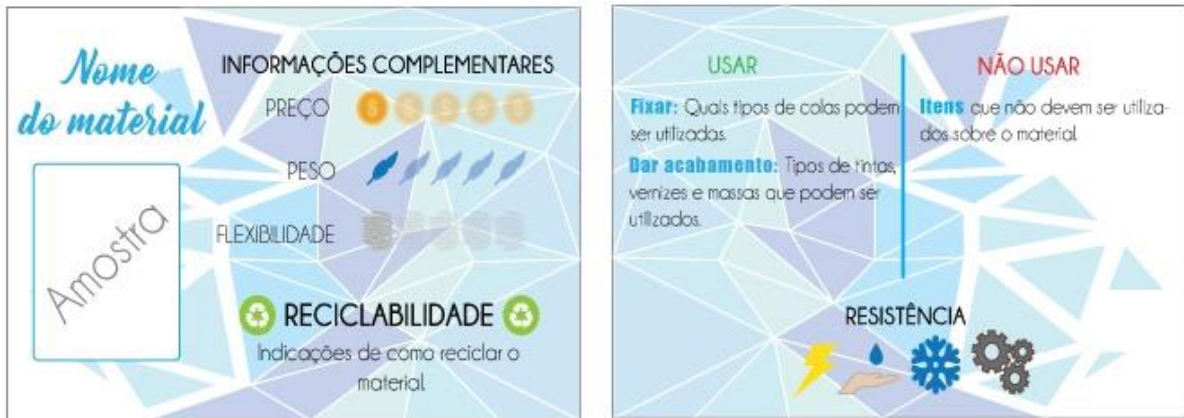 Nome
do material
Amostra
INFORMAÇÕES COMPLEMENTARES
PREÇO
PESO
FLEXIBILIDADE
RECICLABILIDADE
Indicações de como reciclar o
material.
USAR
Fixar: Quais tipos de colas podem
ser utilizadas.
Dar acabamento: Tipos de tintas,
vernizes e massas que podem ser
utilizados.
NÃO USAR
Itens que não devem ser utiliza-
dos sobre o material.
RESISTÊNCIA